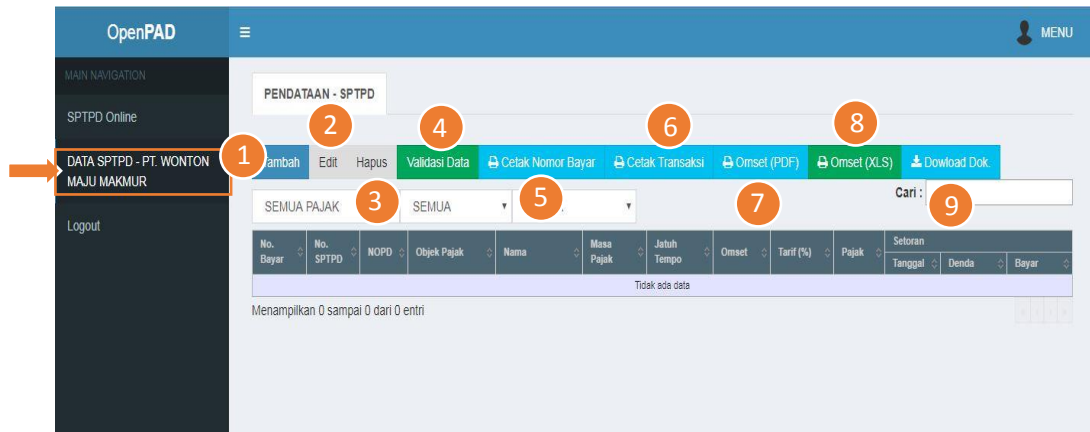 OpenPAD
MENU
MAIN NAVIGATION
SPTPD Online
DATA SPTPD - PT. WONTON
MAJU MAKMUR
Logout
PENDATAAN - SPTPD
1 2 3 4 5 6 7 8 9
Edit Hapus Validasi Data Cetak Nomor Bayar Cetak Transaksi Omset (PDF) Omset (XLS) Dowload Dok.
Cari :
SEMUA PAJAK SEMUA
No. Bayar No. SPTPD NOPD Objek Pajak Nama Masa Pajak Jatuh Tempo Omset Tarif (%) Pajak Setoran
Tanggal Denda Bayar
Tidak ada data
Menampilkan 0 sampai 0 dari 0 entri